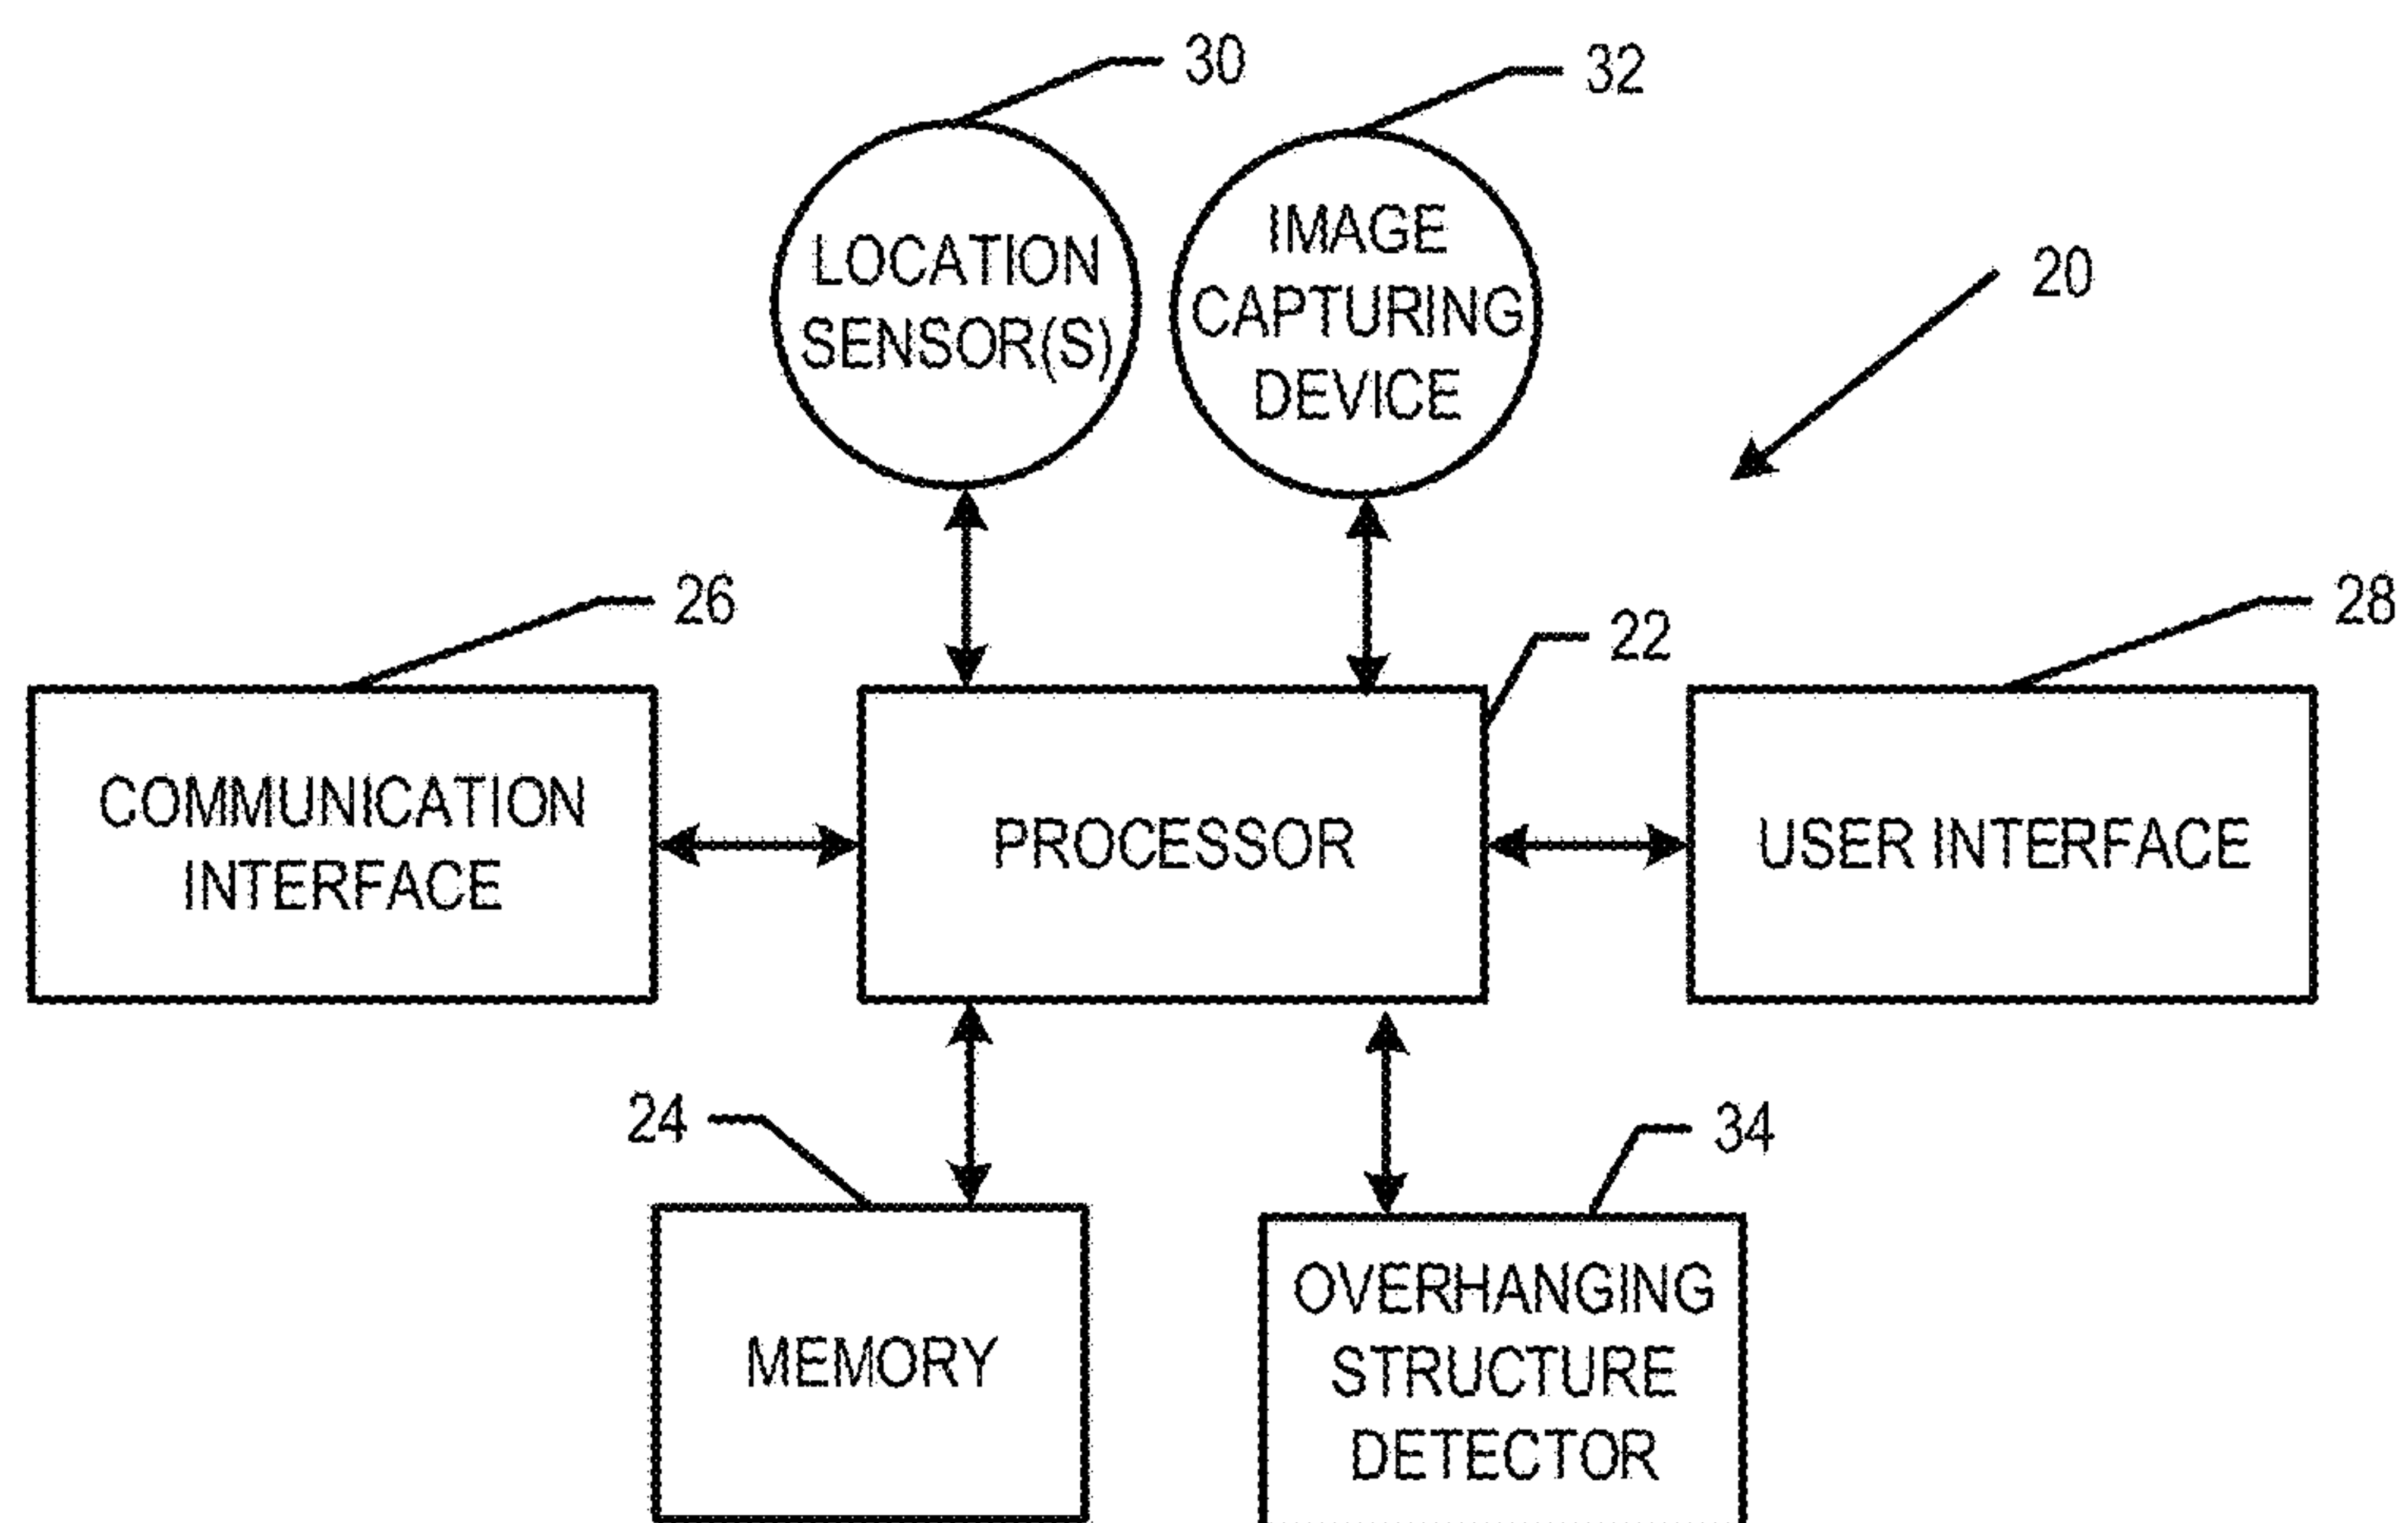 30
32
LOCATION
SENSOR(S)
IMAGE
CAPTURING
DEVICE
20
26
22
28
COMMUNICATION
INTERFACE
PROCESSOR
USER INTERFACE
24
34
MEMORY
OVERHANGING
STRUCTURE
DETECTOR